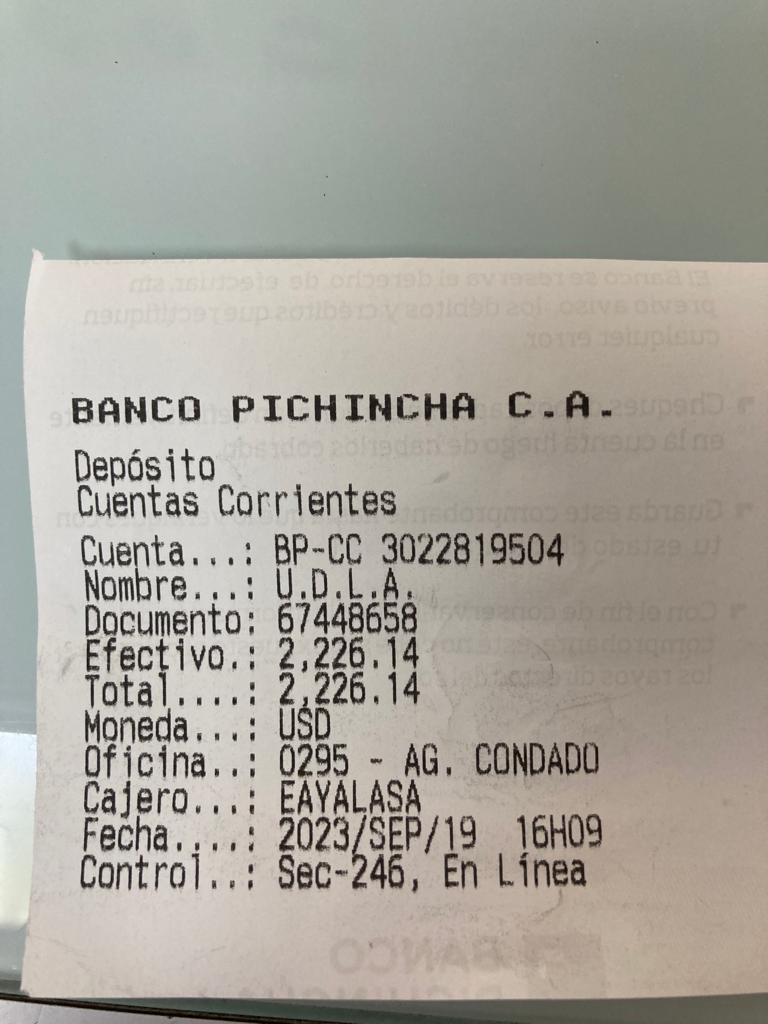 BANCO PICHINCHA C.A.
Depósito
Cuentas Corrientes
Cuenta...: BP-CC 3022819504
Nombre...: U.D.L.A.
Documento: 67448658
Efectivo.: 2,226.14
Total....: 2,226.14
Moneda...: USD
Oficina..: 0295 - AG. CONDADO
Cajero...: EAYALASA
Fecha....: 2023/SEP/19 16H09
Control..: Sec-246, En Línea